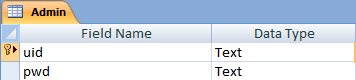 Admin
Field Name Data Type
uid Text
pwd Text